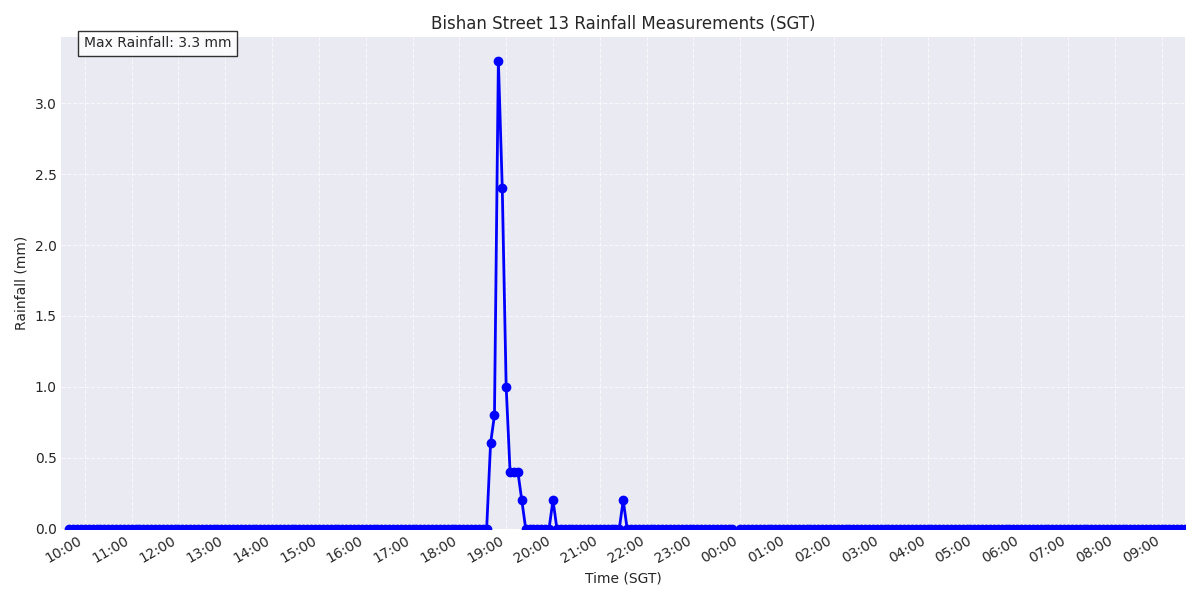 Bishan Street 13 Rainfall Measurements (SGT)
Max Rainfall: 3.3 mm
Rainfall (mm)
3.0
2.5
2.0
1.5
1.0
0.5
0.0
10:00 11:00 12:00 13:00 14:00 15:00 16:00 17:00 18:00 19:00 20:00 21:00 22:00 23:00 00:00 01:00 02:00 03:00 04:00 05:00 06:00 07:00 08:00 09:00
Time (SGT)